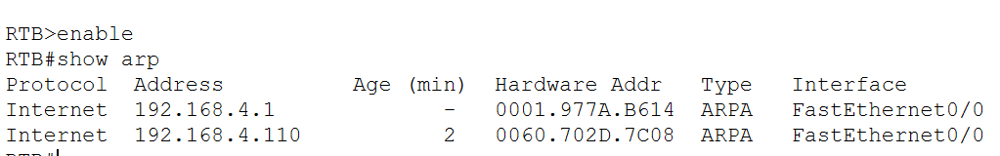 RTB>enable
RTB#show arp
Protocol  Address          Age (min)  Hardware Addr   Type   Interface
Internet  192.168.4.1             -   0001.977A.B614  ARPA   FastEthernet0/0
Internet  192.168.4.110           2   0060.702D.7C08  ARPA   FastEthernet0/0
RTB#